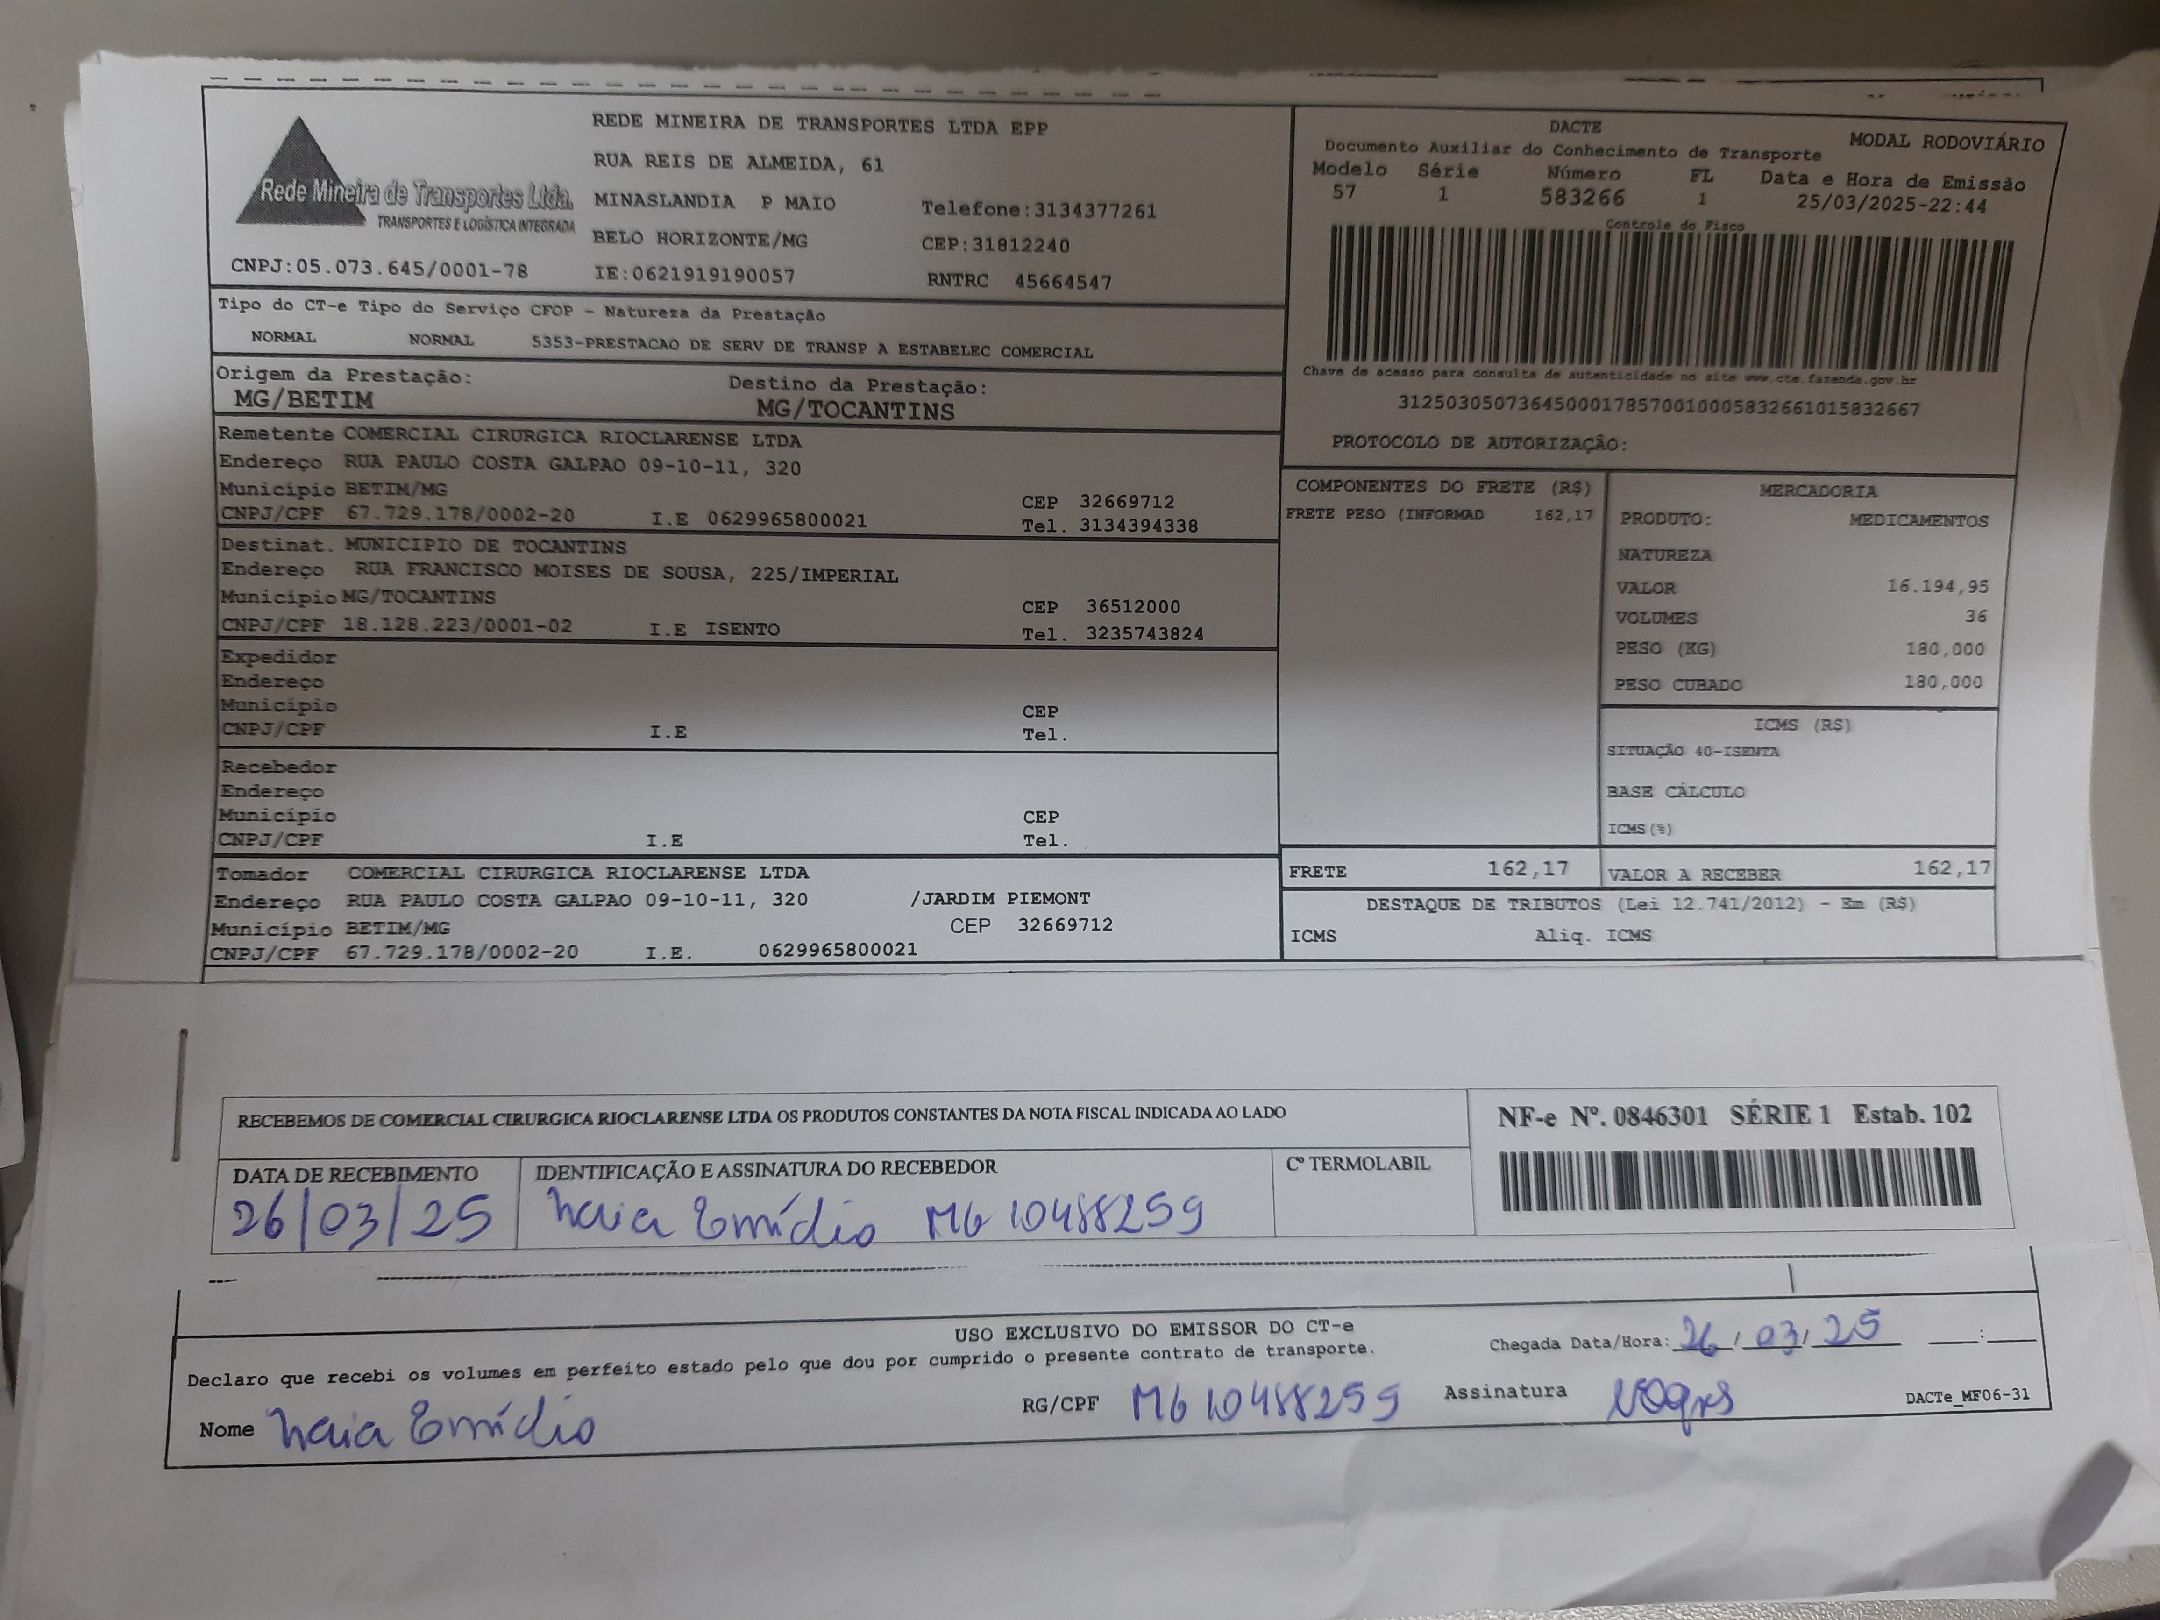 REDE MINEIRA DE TRANSPORTES LTDA EPP
RUA REIS DE ALMEIDA, 61
MINASLANDIA P MAIO Telefone:3134377261
BELO HORIZONTE/MG CEP:31812240
IE:0621919190057 RNTRC 45664547
Rede Mineira de Transportes Ltda.
TRANSPORTES E LOGÍSTICA INTEGRADA
CNPJ:05.073.645/0001-78
DACTE
MODAL RODOVIÁRIO
Documento Auxiliar do Conhecimento de Transporte
Modelo Série Número FL Data e Hora de Emissão
57 1 583266 1 25/03/2025-22:44
Controle do Fisco
Chave de acesso para consulta de autenticidade no site www.cte.fazenda.gov.br
31250305073645000178570010005832661015832667
PROTOCOLO DE AUTORIZAÇÃO:
Tipo do CT-e Tipo do Serviço CFOP - Natureza da Prestação
NORMAL NORMAL 5353-PRESTACAO DE SERV DE TRANSP A ESTABELEC COMERCIAL
Origem da Prestação: Destino da Prestação:
MG/BETIM MG/TOCANTINS
Remetente COMERCIAL CIRURGICA RIOCLARENSE LTDA
Endereço RUA PAULO COSTA GALPAO 09-10-11, 320
Município BETIM/MG CEP 32669712
CNPJ/CPF 67.729.178/0002-20 I.E 0629965800021 Tel. 3134394338
Destinat. MUNICIPIO DE TOCANTINS
Endereço RUA FRANCISCO MOISES DE SOUSA, 225/IMPERIAL
Município MG/TOCANTINS CEP 36512000
CNPJ/CPF 18.128.223/0001-02 I.E ISENTO Tel. 3235743824
Expedidor
Endereço
Município CEP
CNPJ/CPF I.E Tel.
Recebedor
Endereço
Município CEP
CNPJ/CPF I.E Tel.
Tomador COMERCIAL CIRURGICA RIOCLARENSE LTDA
Endereço RUA PAULO COSTA GALPAO 09-10-11, 320 /JARDIM PIEMONT
Município BETIM/MG CEP 32669712
CNPJ/CPF 67.729.178/0002-20 I.E. 0629965800021
COMPONENTES DO FRETE (R$)
FRETE PESO (INFORMAD 162,17
MERCADORIA
PRODUTO: MEDICAMENTOS
NATUREZA
VALOR 16.194,95
VOLUMES 36
PESO (KG) 180,000
PESO CUBADO 180,000
ICMS (R$)
SITUAÇÃO 40-ISENTA
BASE CÁLCULO
ICMS(%)
FRETE 162,17 VALOR A RECEBER 162,17
DESTAQUE DE TRIBUTOS (Lei 12.741/2012) - Em (R$)
ICMS Aliq. ICMS
RECEBEMOS DE COMERCIAL CIRURGICA RIOCLARENSE LTDA OS PRODUTOS CONSTANTES DA NOTA FISCAL INDICADA AO LADO
NF-e Nº. 0846301 SÉRIE 1 Estab. 102
DATA DE RECEBIMENTO IDENTIFICAÇÃO E ASSINATURA DO RECEBEDOR Cº TERMOLABIL
26/03/25 Emídio MG 10488259
USO EXCLUSIVO DO EMISSOR DO CT-e
Chegada Data/Hora: 26/03/25 __:__
Declaro que recebi os volumes em perfeito estado pelo que dou por cumprido o presente contrato de transporte.
Nome Emídio RG/CPF MG 10488259 Assinatura
DACTe_MF06-31